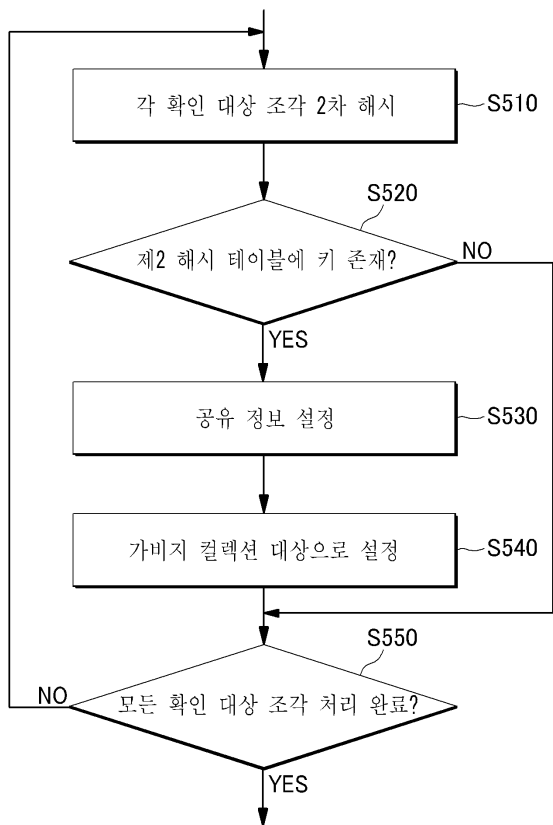 각 확인 대상 조각 2차 해시
S510
S520
제2 해시 테이블에 키 존재?
NO
YES
공유 정보 설정
S530
가비지 컬렉션 대상으로 설정
S540
S550
NO
모든 확인 대상 조각 처리 완료?
YES